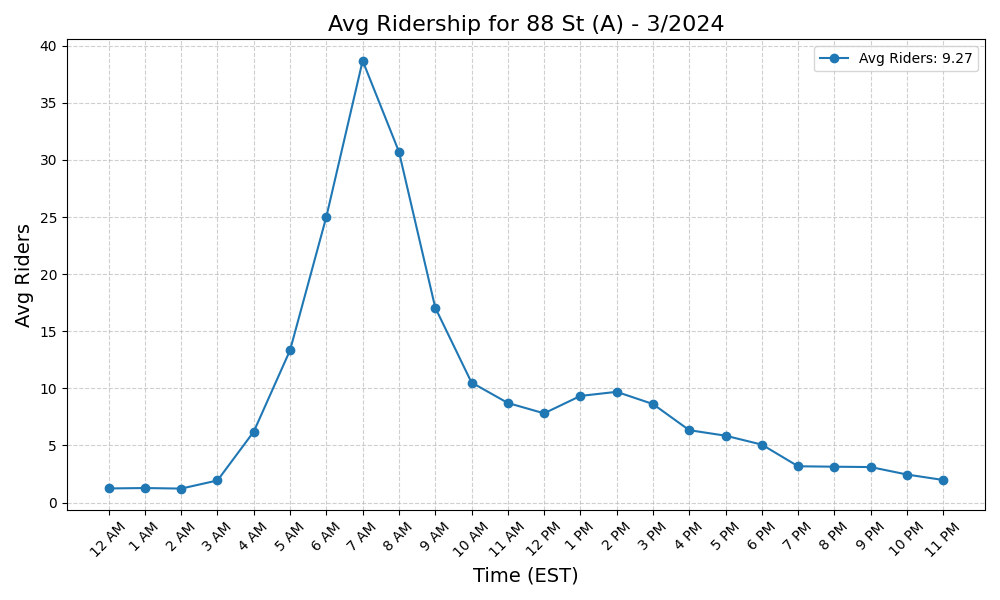 Avg Ridership for 88 St (A) - 3/2024
Avg Riders: 9.27
Avg Riders
40
35
30
25
20
15
10
5
0
12 AM
1 AM
2 AM
3 AM
4 AM
5 AM
6 AM
7 AM
8 AM
9 AM
10 AM
11 AM
12 PM
1 PM
2 PM
3 PM
4 PM
5 PM
6 PM
7 PM
8 PM
9 PM
10 PM
11 PM
Time (EST)